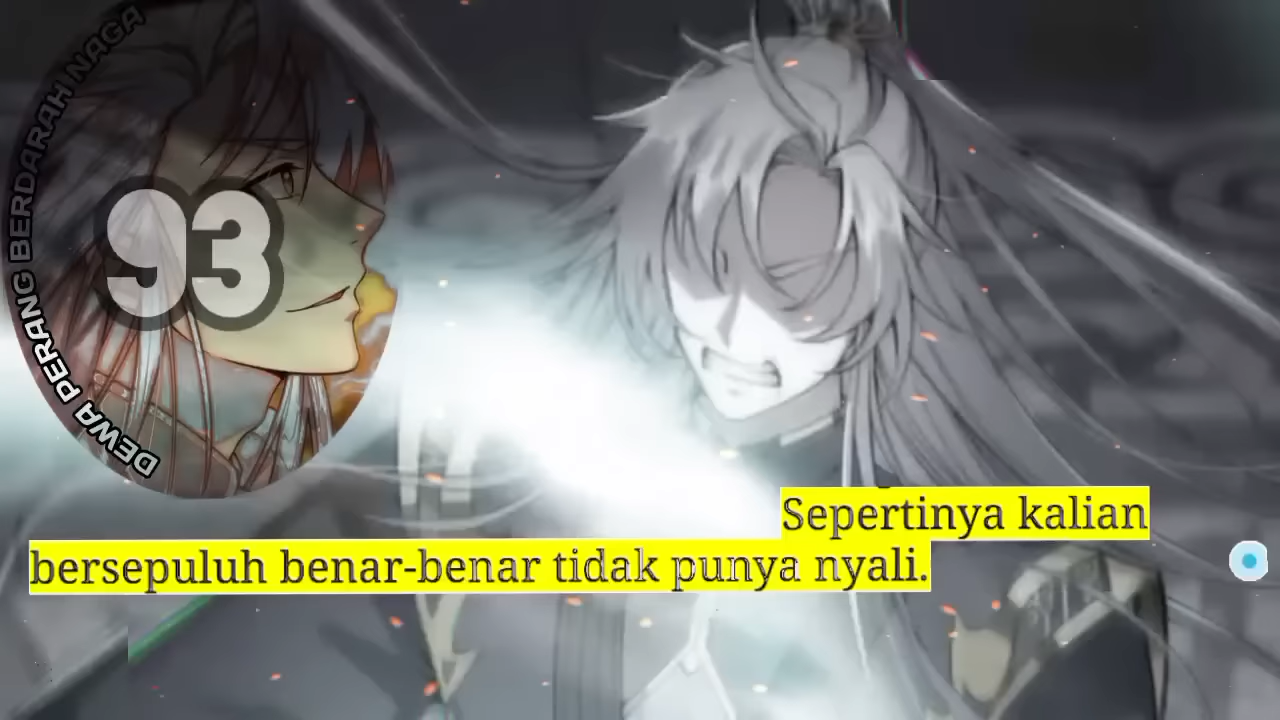 DEWA PERANG BERDARAH NAGA
93
Sepertinya kalian
bersepuluh benar-benar tidak punya nyali.